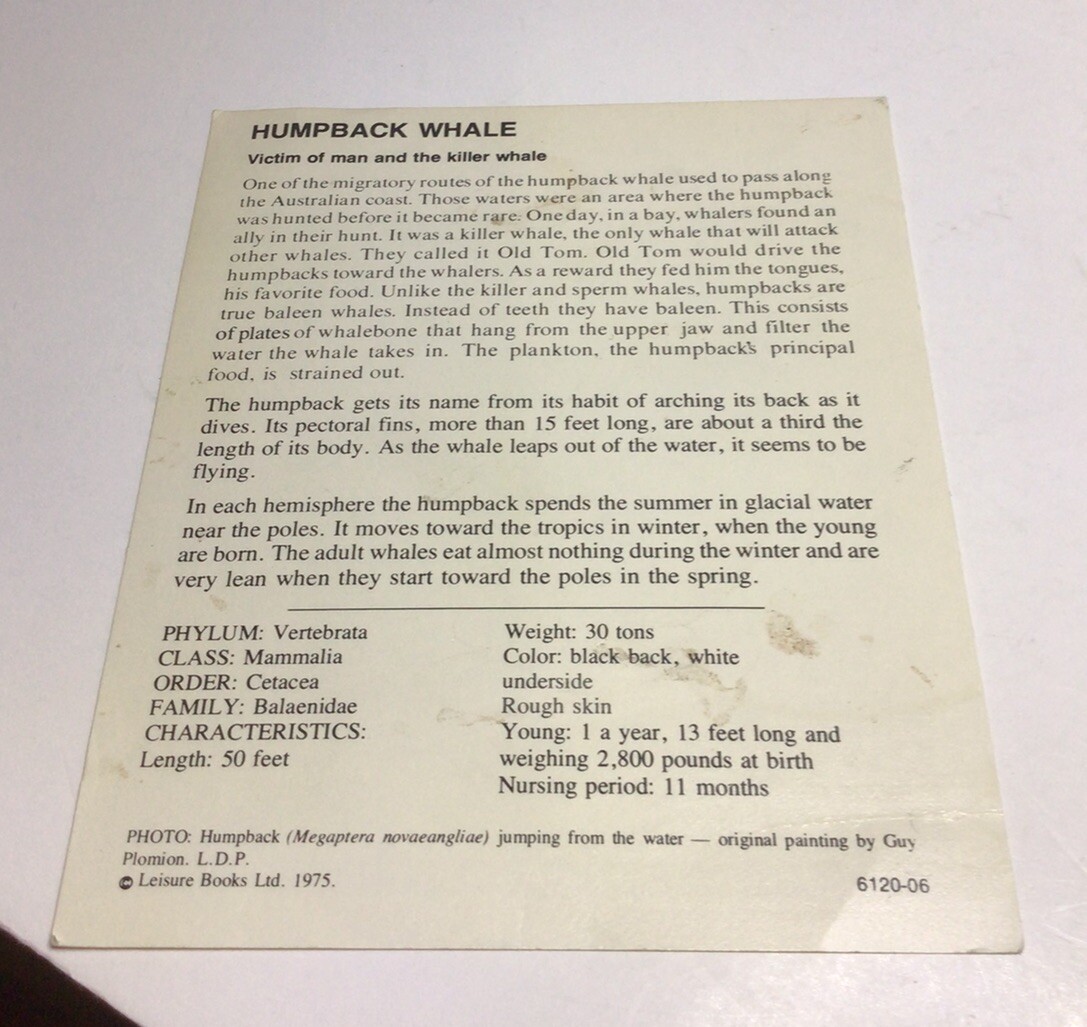 HUMPBACK WHALE
Victim of man and the killer whale
One of the migratory routes of the humpback whale used to pass along
the Australian coast. Those waters were an area where the humpback
was hunted before it became rare. One day, in a bay, whalers found an
ally in their hunt. It was a killer whale, the only whale that will attack
other whales. They called it Old Tom. Old Tom would drive the
humpbacks toward the whalers. As a reward they fed him the tongues,
his favorite food. Unlike the killer and sperm whales, humpbacks are
true baleen whales. Instead of teeth they have baleen. This consists
of plates of whalebone that hang from the upper jaw and filter the
water the whale takes in. The plankton, the humpback's principal
food, is strained out.
The humpback gets its name from its habit of arching its back as it
dives. Its pectoral fins, more than 15 feet long, are about a third the
length of its body. As the whale leaps out of the water, it seems to be
flying.
In each hemisphere the humpback spends the summer in glacial water
near the poles. It moves toward the tropics in winter, when the young
are born. The adult whales eat almost nothing during the winter and are
very lean when they start toward the poles in the spring.
PHYLUM: Vertebrata
CLASS: Mammalia
ORDER: Cetacea
FAMILY: Balaenidae
CHARACTERISTICS:
Length: 50 feet
Weight: 30 tons
Color: black back, white
underside
Rough skin
Young: 1 a year, 13 feet long and
weighing 2,800 pounds at birth
Nursing period: 11 months
PHOTO: Humpback (Megaptera novaeangliae) jumping from the water — original painting by Guy
Plomion. L.D.P.
© Leisure Books Ltd. 1975.
6120-06